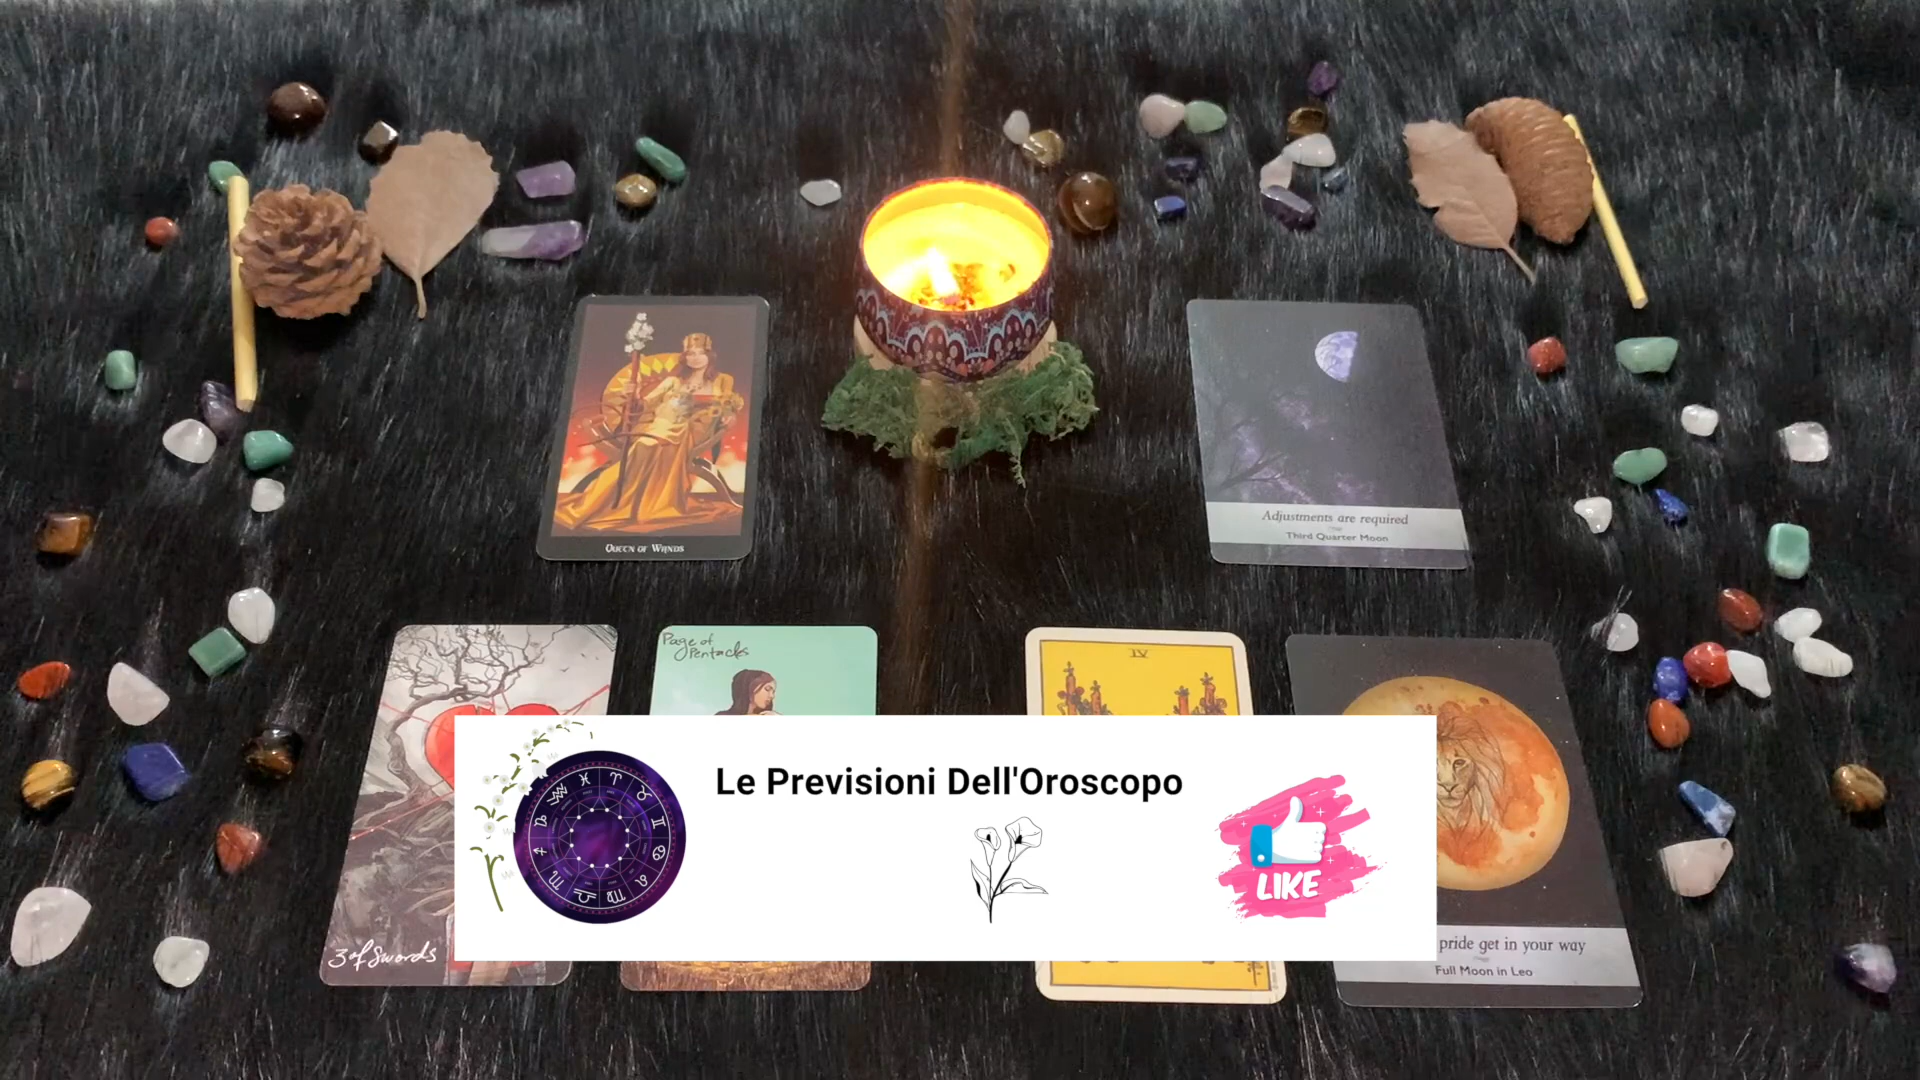 Queen of Wands
Adjustments are required
Third Quarter Moon
Page of
Pentacles
IV
3 of Swords
Le Previsioni Dell'Oroscopo
LIKE
pride get in your way
Full Moon in Leo